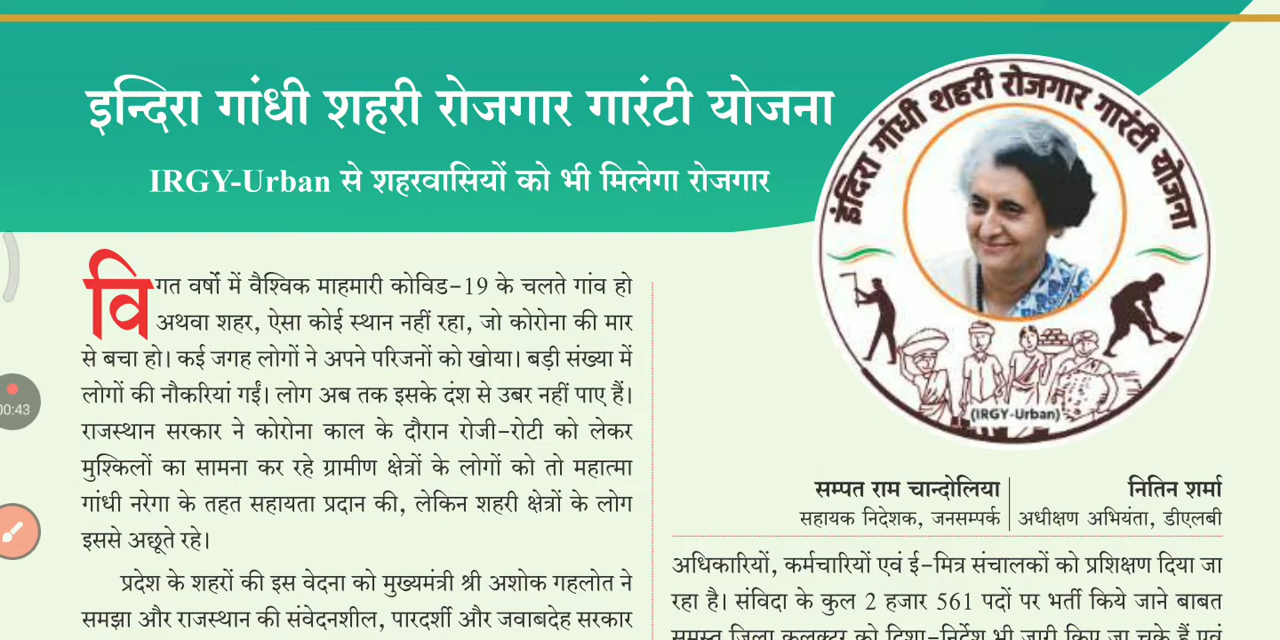 इन्दिरा गांधी शहरी रोजगार गारंटी योजना
IRGY-Urban से शहरवासियों को भी मिलेगा रोजगार
इंदिरा गांधी शहरी रोजगार गारंटी योजना
(IRGY-Urban)
विगत वर्षों में वैश्विक माहमारी कोविड-19 के चलते गांव हो
अथवा शहर, ऐसा कोई स्थान नहीं रहा, जो कोरोना की मार
से बचा हो। कई जगह लोगों ने अपने परिजनों को खोया। बड़ी संख्या में
लोगों की नौकरियां गईं। लोग अब तक इसके दंश से उबर नहीं पाए हैं।
राजस्थान सरकार ने कोरोना काल के दौरान रोजी-रोटी को लेकर
मुश्किलों का सामना कर रहे ग्रामीण क्षेत्रों के लोगों को तो महात्मा
गांधी नरेगा के तहत सहायता प्रदान की, लेकिन शहरी क्षेत्रों के लोग
इससे अछूते रहे।
प्रदेश के शहरों की इस वेदना को मुख्यमंत्री श्री अशोक गहलोत ने
समझा और राजस्थान की संवेदनशील, पारदर्शी और जवाबदेह सरकार
सम्पत राम चान्दोलिया
सहायक निदेशक, जनसम्पर्क
नितिन शर्मा
अधीक्षण अभियंता, डीएलबी
अधिकारियों, कर्मचारियों एवं ई-मित्र संचालकों को प्रशिक्षण दिया जा
रहा है। संविदा के कुल 2 हजार 561 पदों पर भर्ती किये जाने बाबत
समस्त जिला कलक्टर को दिशा-निर्देश भी जारी किए जा चुके हैं एवं
00:43